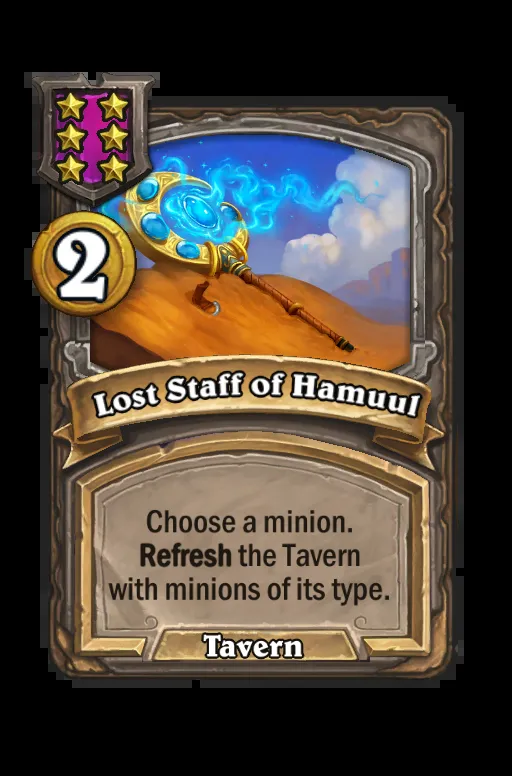 2
Lost Staff of Hamuul
Choose a minion.
Refresh the Tavern
with minions of its type.
Tavern